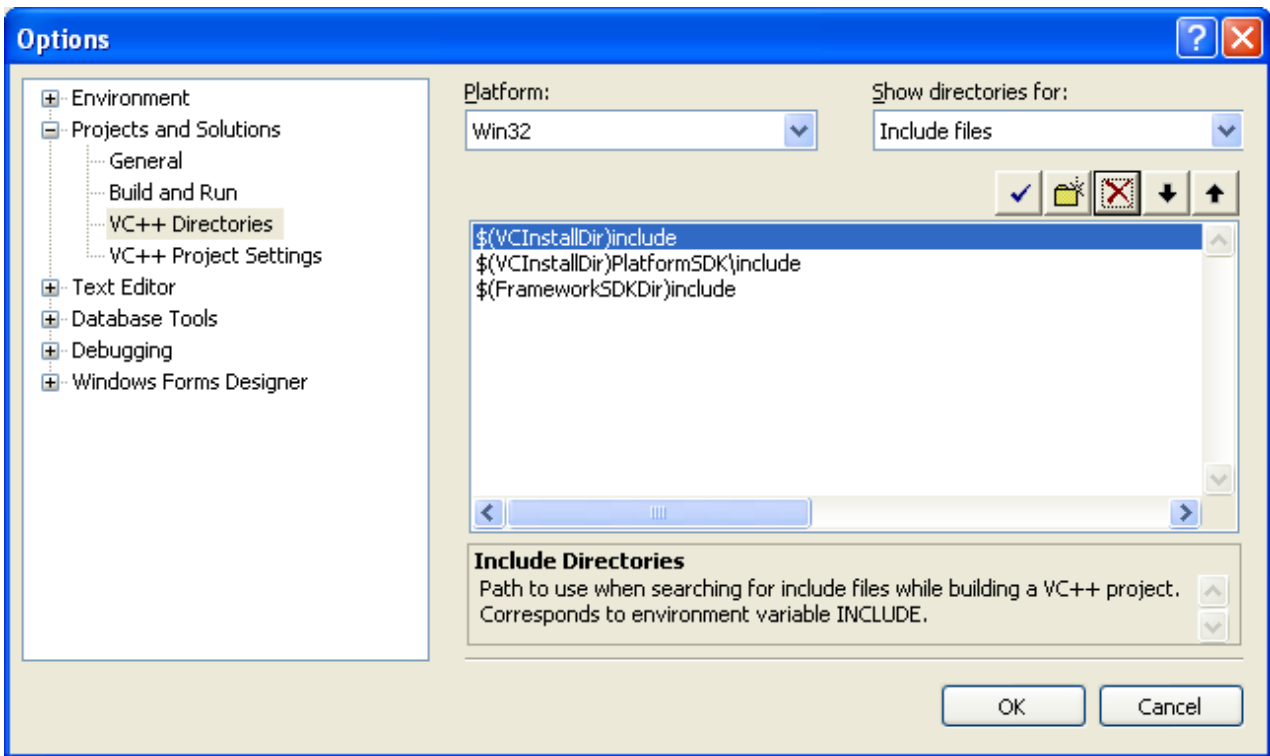 Options
Environment
Projects and Solutions
General
Build and Run
VC++ Directories
VC++ Project Settings
Text Editor
Database Tools
Debugging
Windows Forms Designer
Platform:
Win32
Show directories for:
Include files
$(VCInstallDir)include
$(VCInstallDir)PlatformSDK\include
$(FrameworkSDKDir)include
Include Directories
Path to use when searching for include files while building a VC++ project.
Corresponds to environment variable INCLUDE.
OK
Cancel